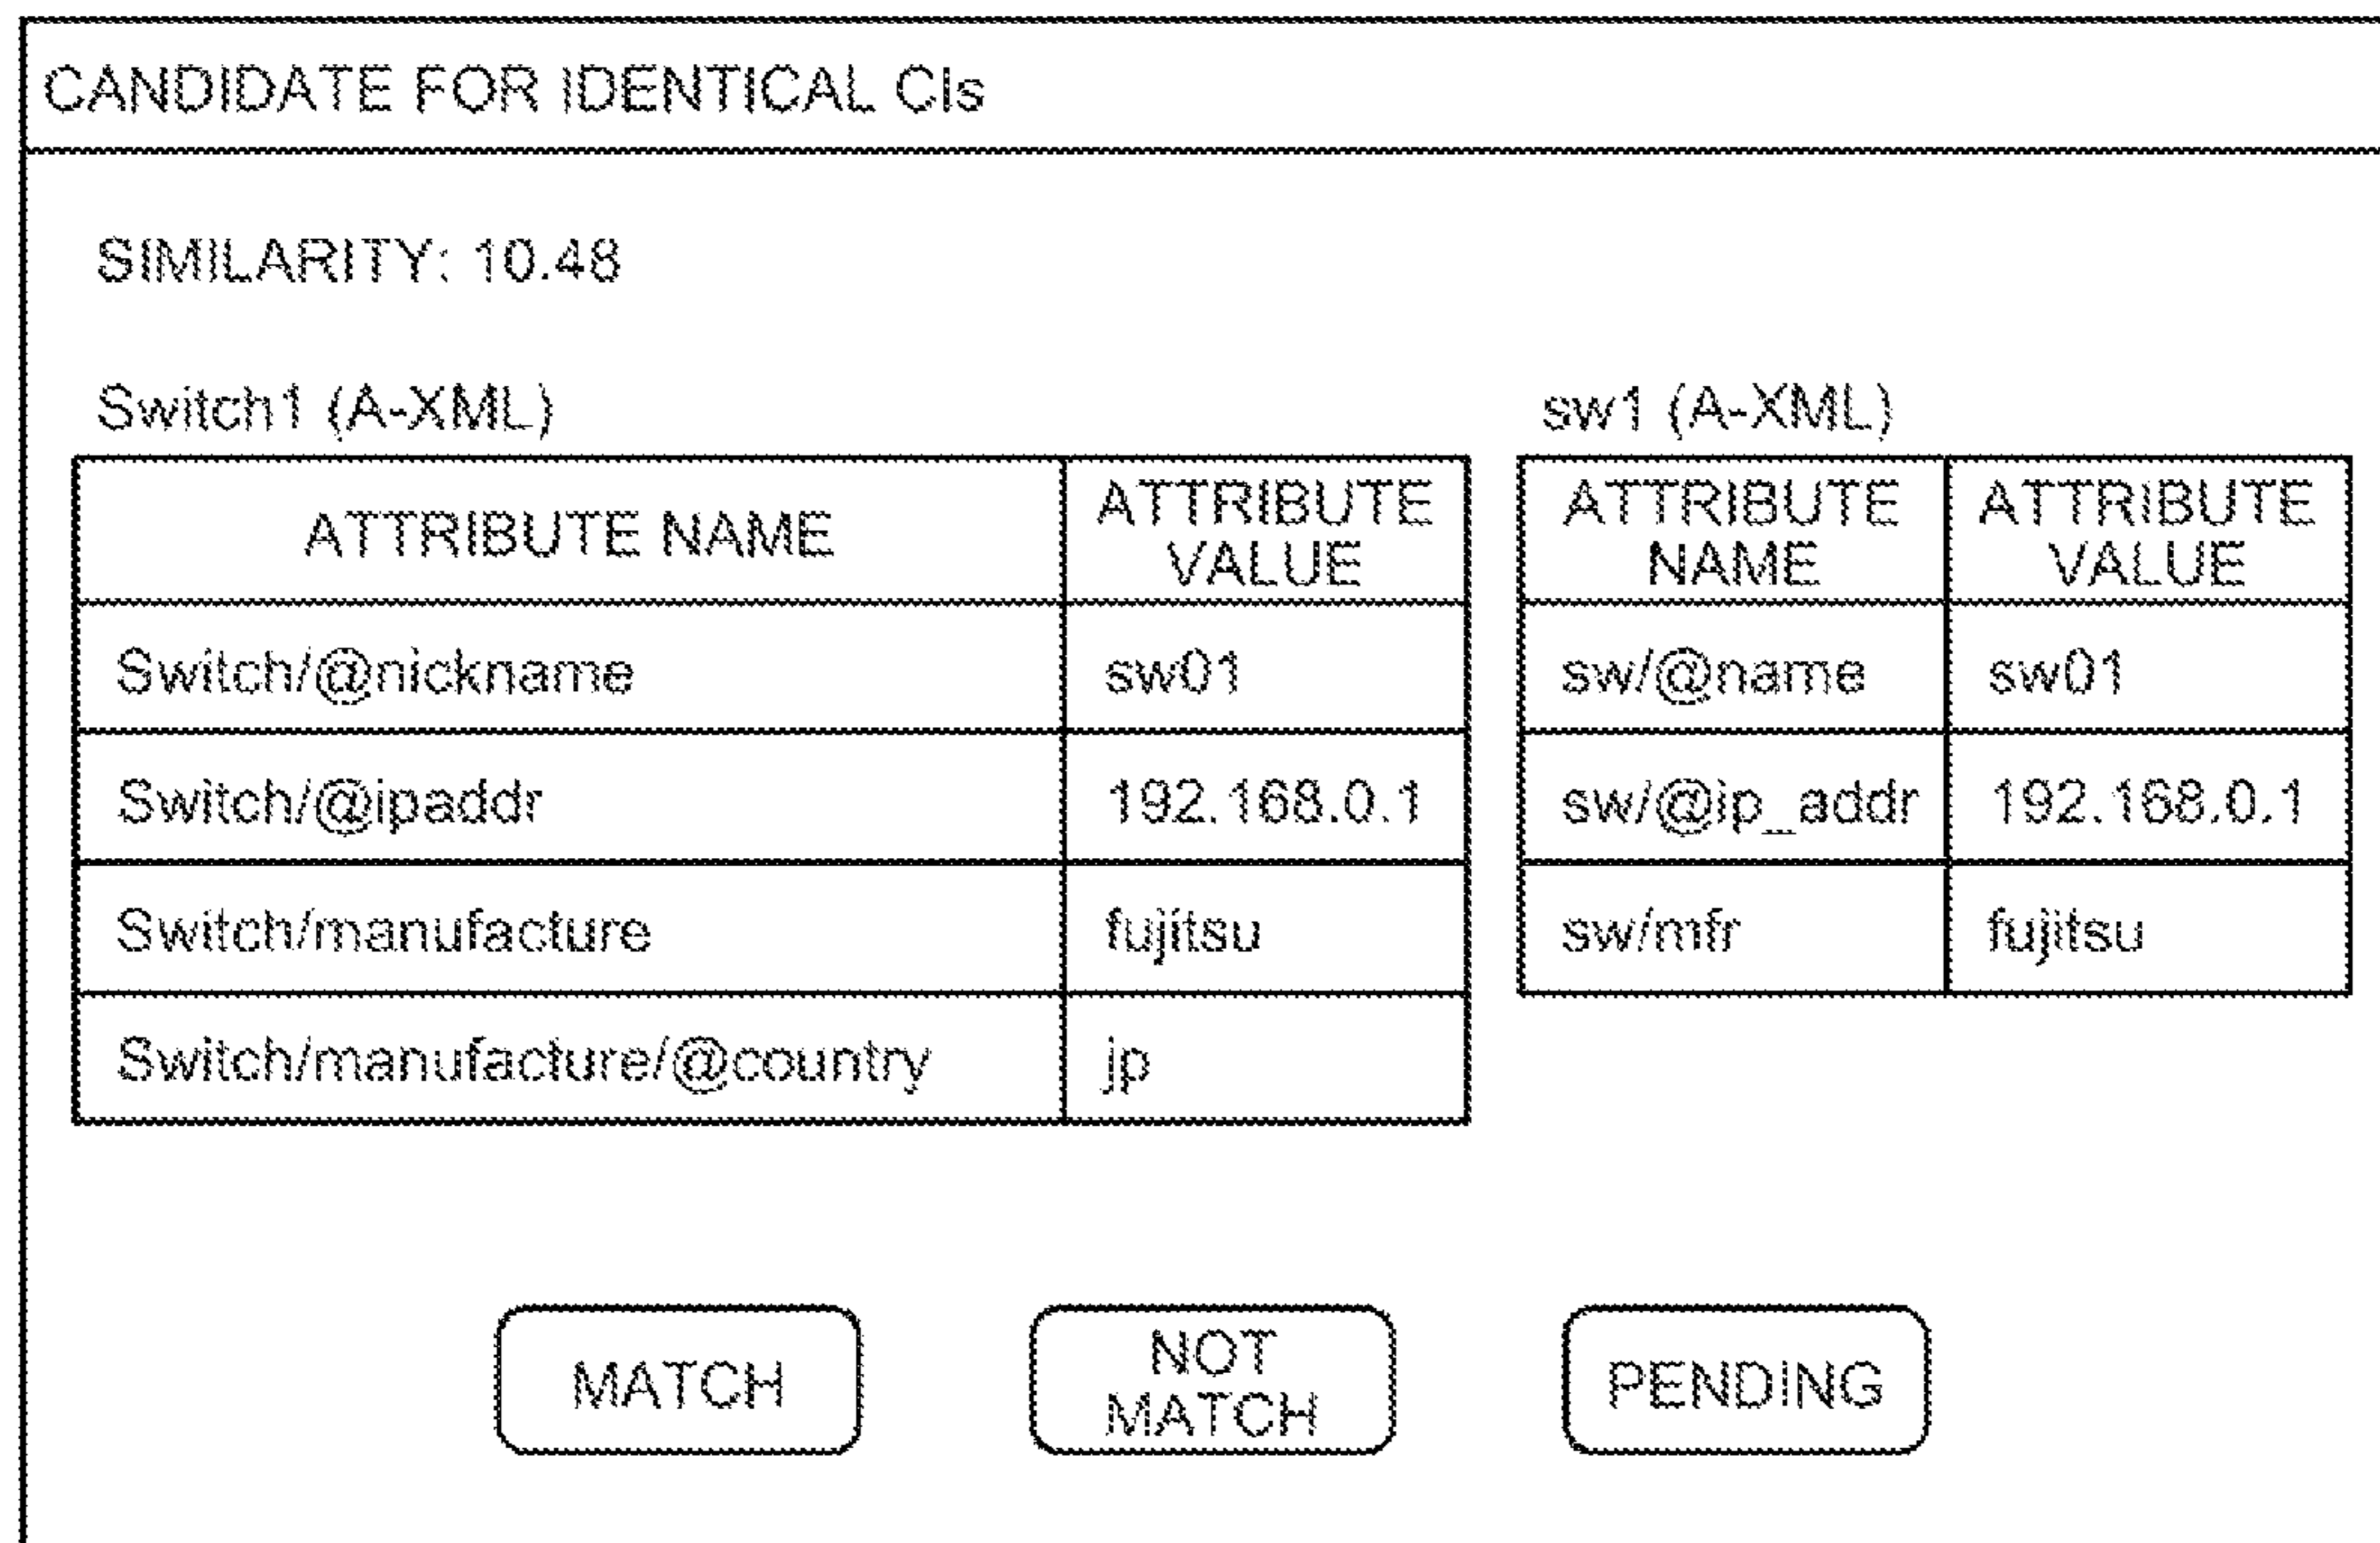 CANDIDATE FOR IDENTICAL CIs
SIMILARITY: 10.48
Switch1 (A-XML)
ATTRIBUTE NAME
ATTRIBUTE
VALUE
Switch/@nickname
sw01
Switch/@ipaddr
192.168.0.1
Switch/manufacture
fujitsu
Switch/manufacture/@country
jp
sw1 (A-XML)
ATTRIBUTE
NAME
ATTRIBUTE
VALUE
sw/@name
sw01
sw/@ip_addr
192.168.0.1
sw/mfr
fujitsu
MATCH
NOT
MATCH
PENDING